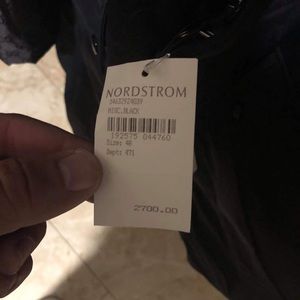 NORDSTROM
MISC.BLACK
192575 044760
Size: 48
Dept: 471
2700.00